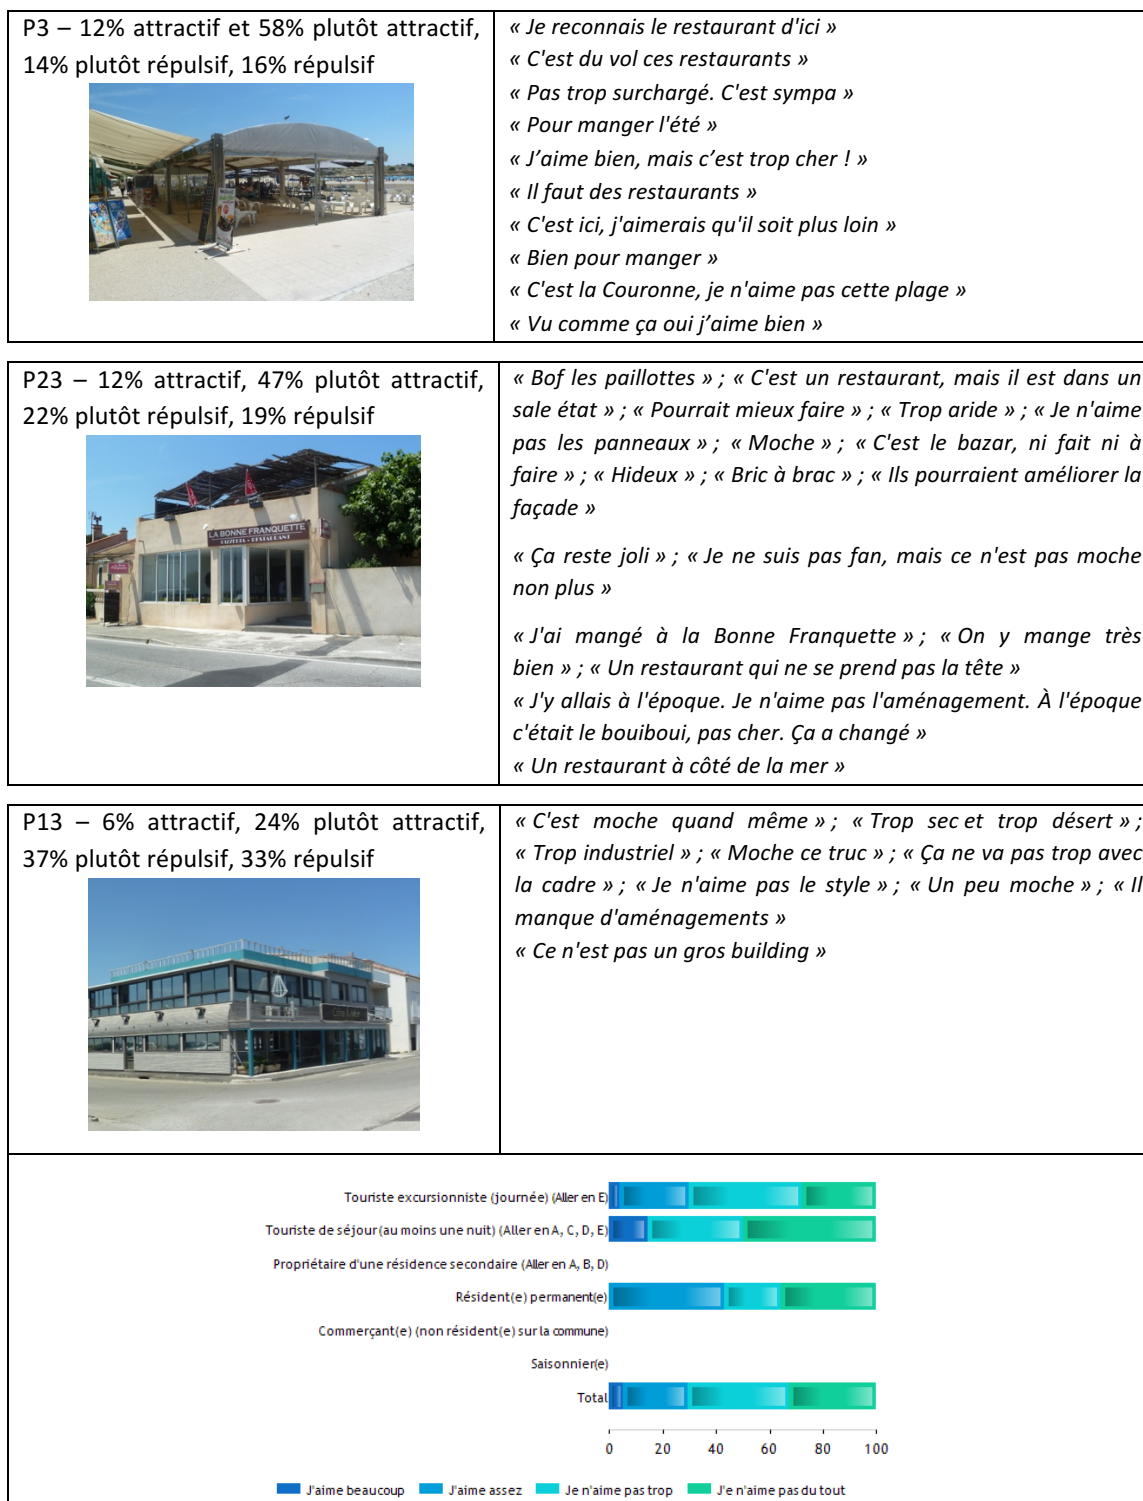 P3 – 12% attractif et 58% plutôt attractif,
14% plutôt répulsif, 16% répulsif
« Je reconnais le restaurant d'ici »
« C'est du vol ces restaurants »
« Pas trop surchargé. C'est sympa »
« Pour manger l'été »
« J’aime bien, mais c’est trop cher ! »
« Il faut des restaurants »
« C'est ici, j'aimerais qu'il soit plus loin »
« Bien pour manger »
« C'est la Couronne, je n'aime pas cette plage »
« Vu comme ça oui j’aime bien »
P23 – 12% attractif, 47% plutôt attractif,
22% plutôt répulsif, 19% répulsif
LA BONNE FRANQUETTE
PIZZERIA - RESTAURANT
« Bof les paillottes » ; « C'est un restaurant, mais il est dans un
sale état » ; « Pourrait mieux faire » ; « Trop aride » ; « Je n'aime
pas les panneaux » ; « Moche » ; « C'est le bazar, ni fait ni à
faire » ; « Hideux » ; « Bric à brac » ; « Ils pourraient améliorer la
façade »
« Ça reste joli » ; « Je ne suis pas fan, mais ce n'est pas moche
non plus »
« J'ai mangé à la Bonne Franquette » ; « On y mange très
bien » ; « Un restaurant qui ne se prend pas la tête »
« J'y allais à l'époque. Je n'aime pas l'aménagement. À l'époque
c'était le bouiboui, pas cher. Ça a changé »
« Un restaurant à côté de la mer »
P13 – 6% attractif, 24% plutôt attractif,
37% plutôt répulsif, 33% répulsif
« C'est moche quand même » ; « Trop sec et trop désert » ;
« Trop industriel » ; « Moche ce truc » ; « Ça ne va pas trop avec
la cadre » ; « Je n'aime pas le style » ; « Un peu moche » ; « Il
manque d'aménagements »
« Ce n'est pas un gros building »
Touriste excursionniste (journée) (Aller en E)
Touriste de séjour (au moins une nuit) (Aller en A, C, D, E)
Propriétaire d'une résidence secondaire (Aller en A, B, D)
Résident(e) permanent(e)
Commerçant(e) (non résident(e) sur la commune)
Saisonnier(e)
Total
0 20 40 60 80 100
J'aime beaucoup J'aime assez Je n'aime pas trop J'e n'aime pas du tout